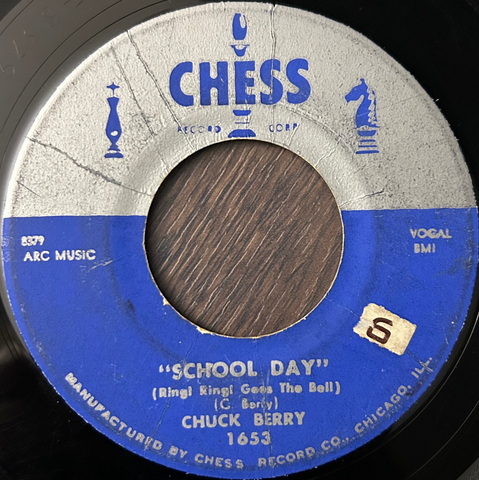 CHESS
RECORD CORP
8379
ARC MUSIC
VOCAL
BMI
S
"SCHOOL DAY"
(Ring! Ring! Goes The Bell)
(C. Berry)
CHUCK BERRY
1653
MANUFACTURED BY CHESS RECORD CO., CHICAGO, ILL.